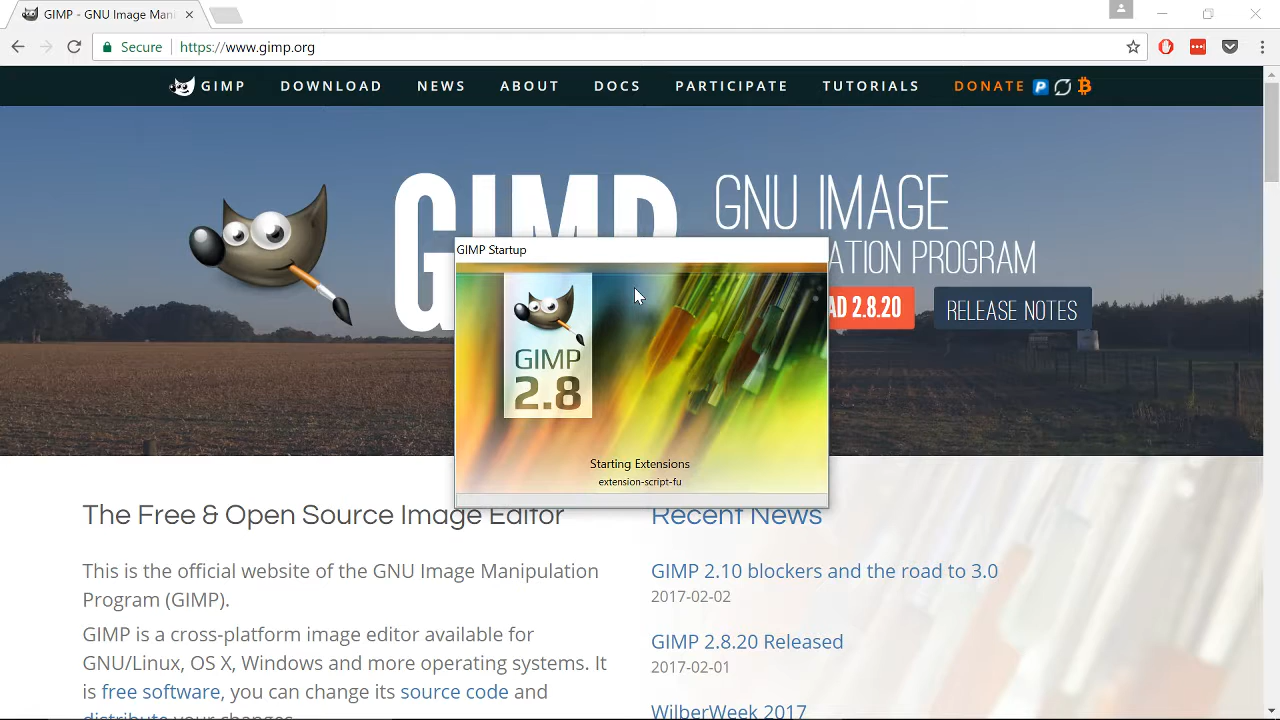 GIMP - GNU Image Mani
Secure
https://www.gimp.org
GIMP
DOWNLOAD
NEWS
ABOUT
DOCS
PARTICIPATE
TUTORIALS
DONATE
GIMP
GNU IMAGE
ATION PROGRAM
AD 2.8.20
RELEASE NOTES
GIMP Startup
GIMP
2.8
Starting Extensions
extension-script-fu
The Free & Open Source Image Editor
This is the official website of the GNU Image Manipulation
Program (GIMP).
GIMP is a cross-platform image editor available for
GNU/Linux, OS X, Windows and more operating systems. It
is free software, you can change its source code and
distribute your changes.
Recent News
GIMP 2.10 blockers and the road to 3.0
2017-02-02
GIMP 2.8.20 Released
2017-02-01
WilberWeek 2017